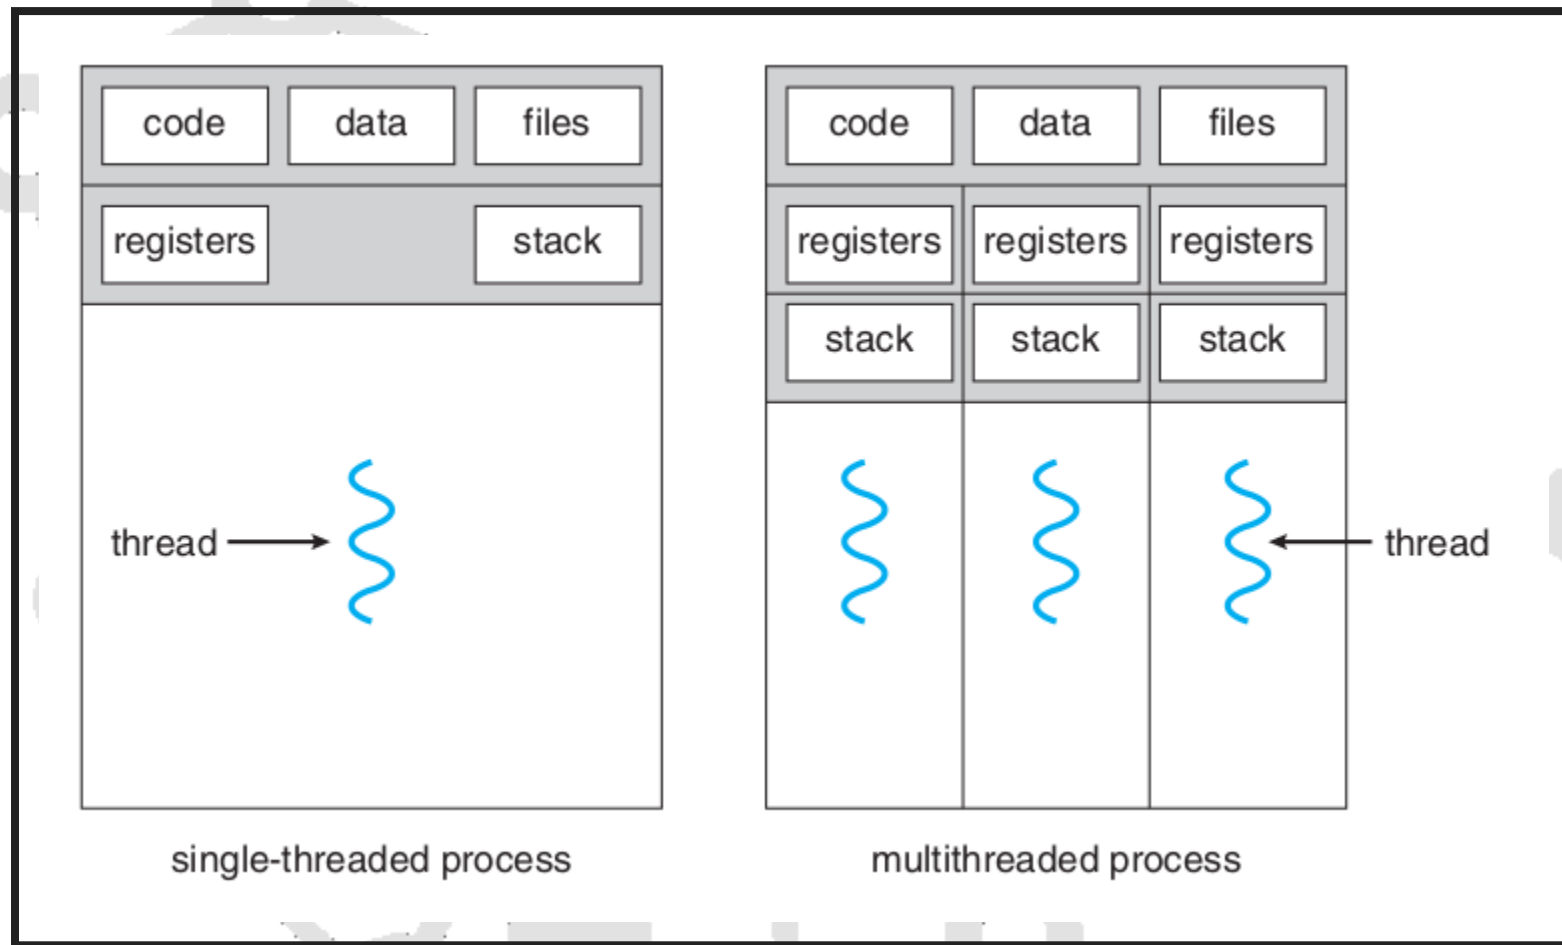 code data files
registers stack
thread
single-threaded process
code data files
registers registers registers
stack stack stack
thread
multithreaded process